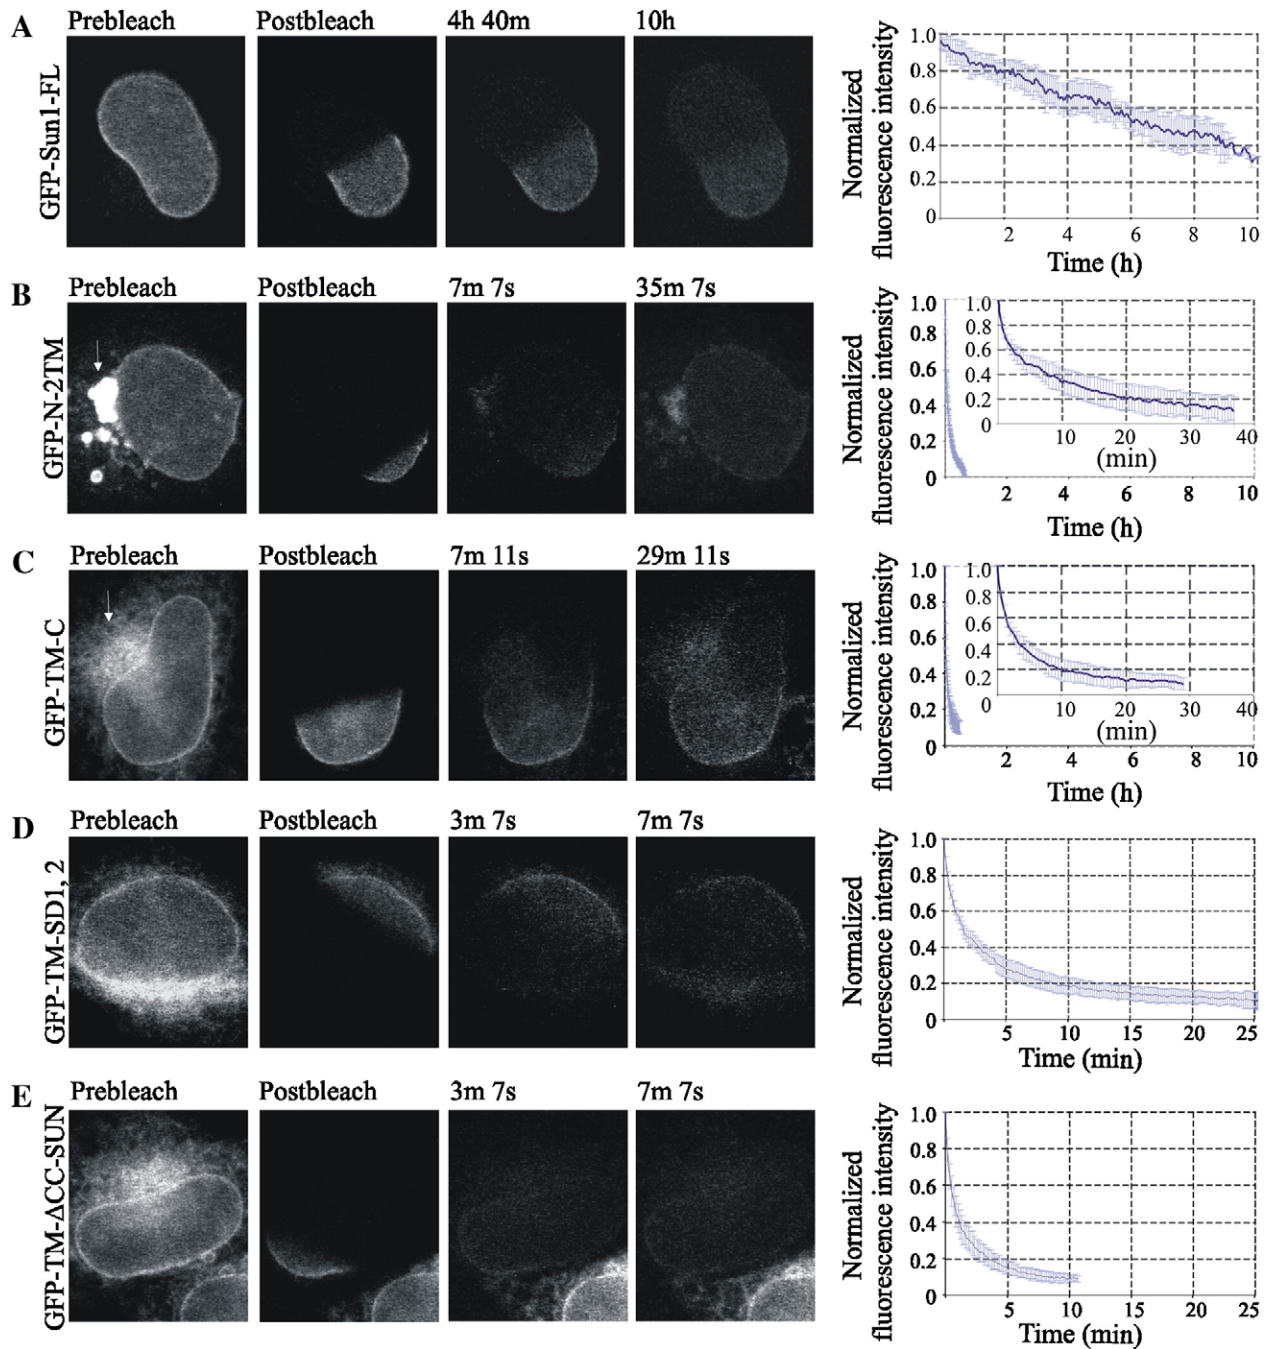 A
Prebleach Postbleach 4h 40m 10h
GFP-Sun1-FL
Normalized
fluorescence intensity
1.0
0.8
0.6
0.4
0.2
0
2 4 6 8 10
Time (h)
B
Prebleach Postbleach 7m 7s 35m 7s
GFP-N-2TM
Normalized
fluorescence intensity
1.0
0.8
0.6
0.4
0.2
0
1.0
0.8
0.6
0.4
0.2
0
10 20 30 40
(min)
2 4 6 8 10
Time (h)
C
Prebleach Postbleach 7m 11s 29m 11s
GFP-TM-C
Normalized
fluorescence intensity
1.0
0.8
0.6
0.4
0.2
0
1.0
0.8
0.6
0.4
0.2
0
10 20 30 40
(min)
2 4 6 8 10
Time (h)
D
Prebleach Postbleach 3m 7s 7m 7s
GFP-TM-SD1, 2
Normalized
fluorescence intensity
1.0
0.8
0.6
0.4
0.2
0
5 10 15 20 25
Time (min)
E
Prebleach Postbleach 3m 7s 7m 7s
GFP-TM-ΔCC-SUN
Normalized
fluorescence intensity
1.0
0.8
0.6
0.4
0.2
0
5 10 15 20 25
Time (min)